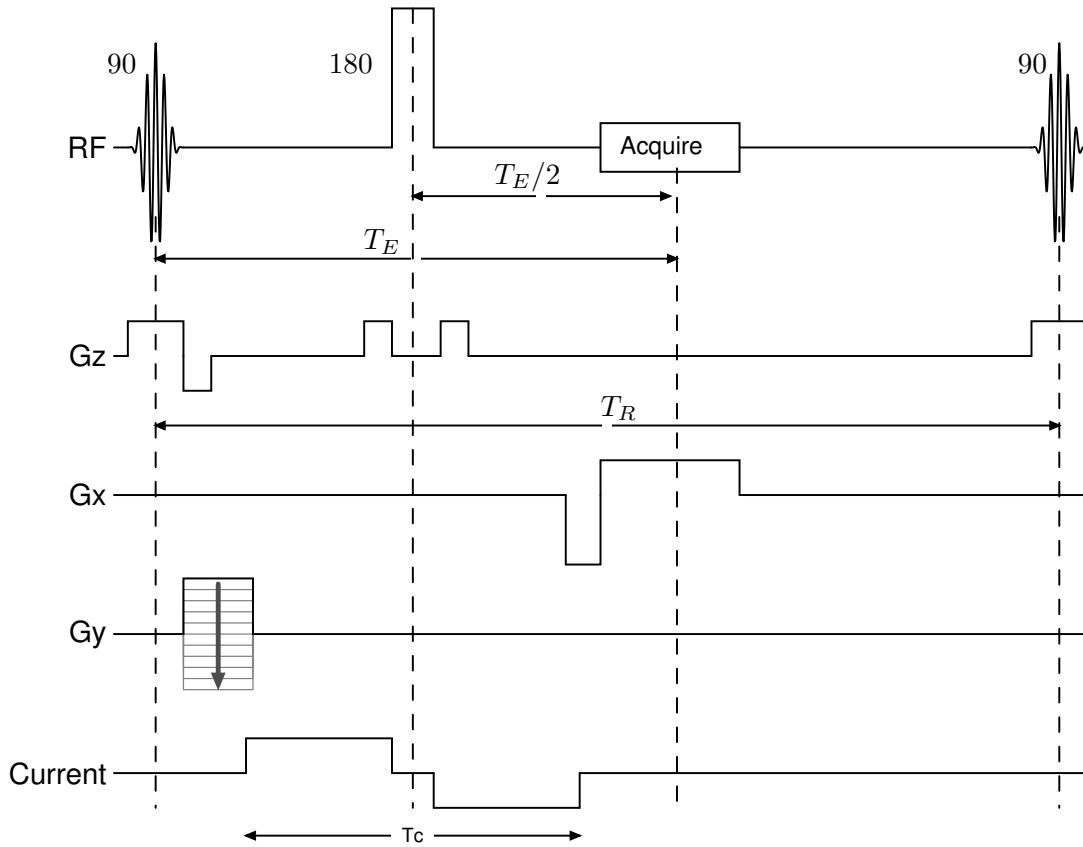 90
180
90
RF
Acquire
$T_E/2$
$T_E$
Gz
$T_R$
Gx
Gy
Current
Tc